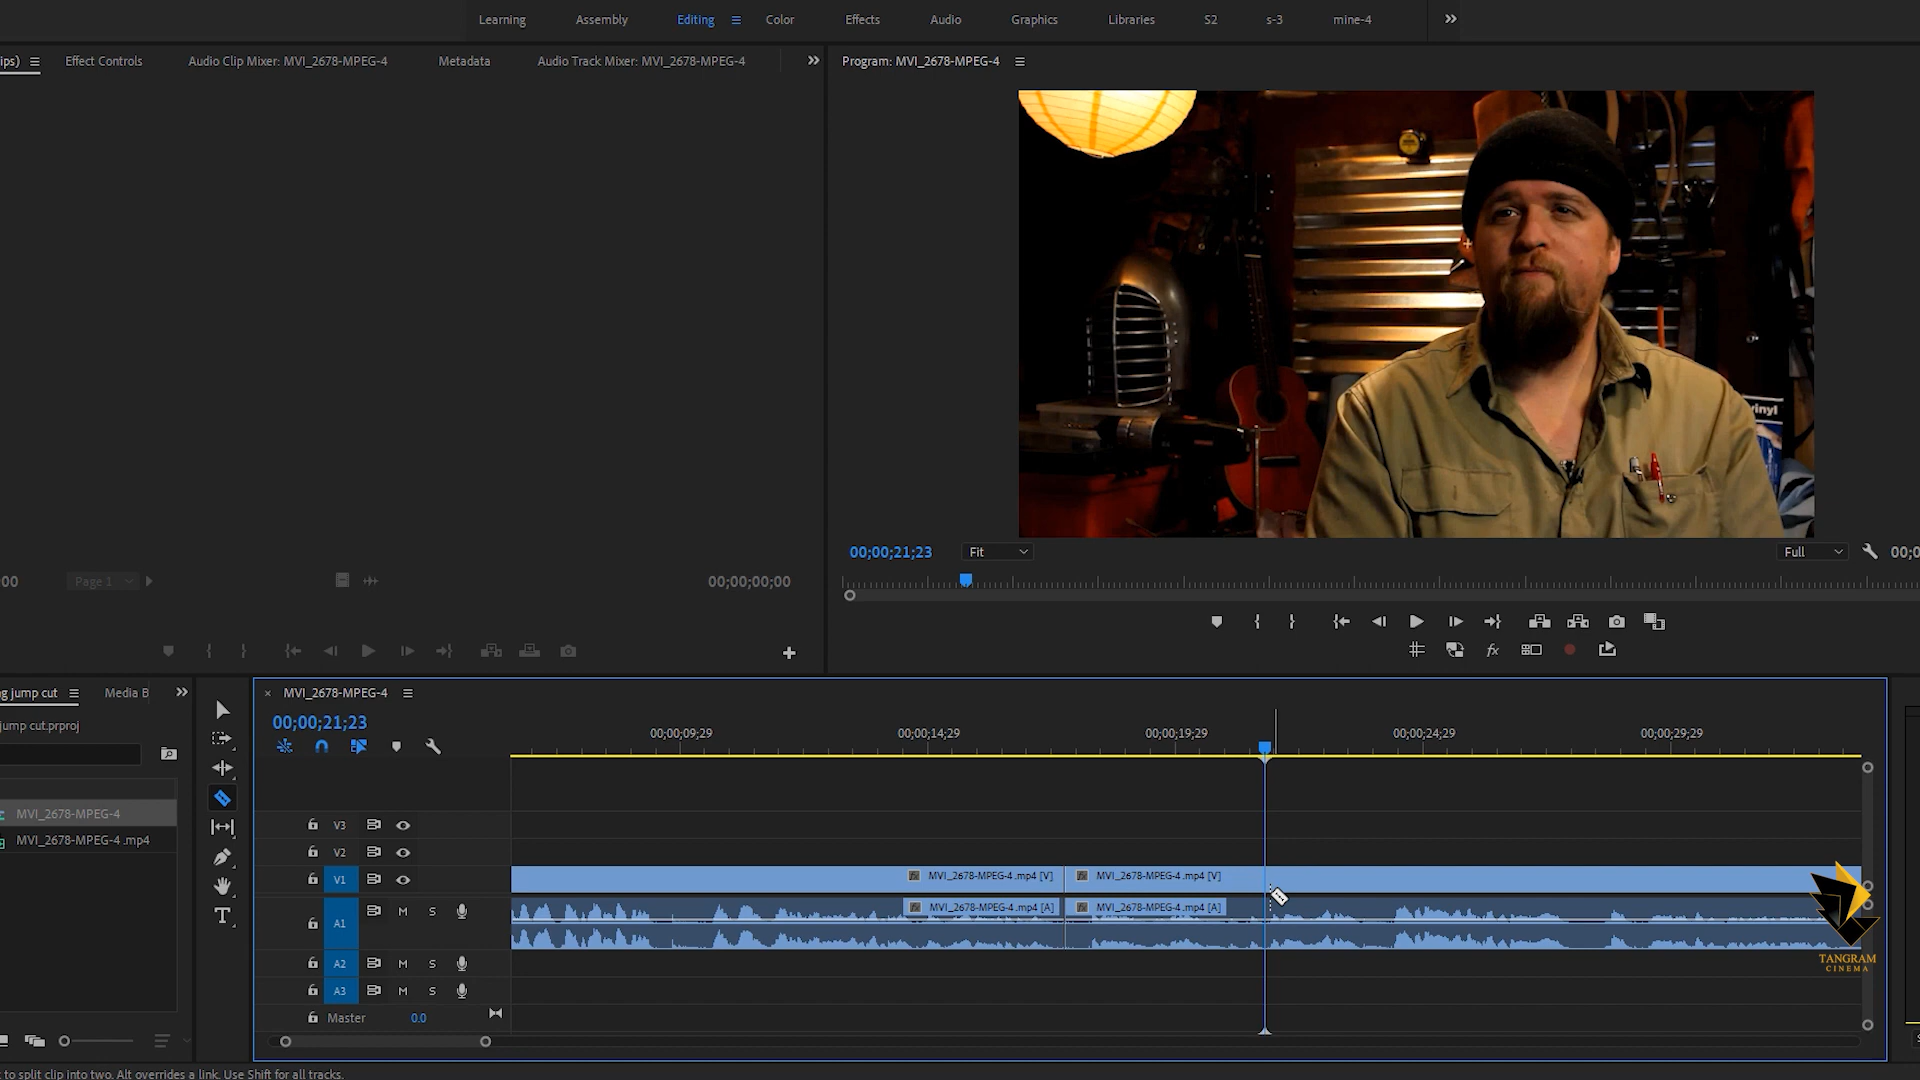 Learning Assembly Editing Color Effects Audio Graphics Libraries S2 s-3 mine-4
ips) Effect Controls Audio Clip Mixer: MVI_2678-MPEG-4 Metadata Audio Track Mixer: MVI_2678-MPEG-4
Program: MVI_2678-MPEG-4
vinyl
00;00;21;23 Fit Full 00;0
00 Page 1 00;00;00;00
g jump cut Media B
jump cut.prproj
MVI_2678-MPEG-4
MVI_2678-MPEG-4 .mp4
MVI_2678-MPEG-4
00;00;21;23
00;00;09;29 00;00;14;29 00;00;19;29 00;00;24;29 00;00;29;29
V3
V2
V1 MVI_2678-MPEG-4 .mp4 [V] MVI_2678-MPEG-4 .mp4 [V]
A1 M S MVI_2678-MPEG-4 .mp4 [A] MVI_2678-MPEG-4 .mp4 [A]
A2 M S
A3 M S
Master 0.0
TANGRAM
CINEMA
to split clip into two. Alt overrides a link. Use Shift for all tracks.